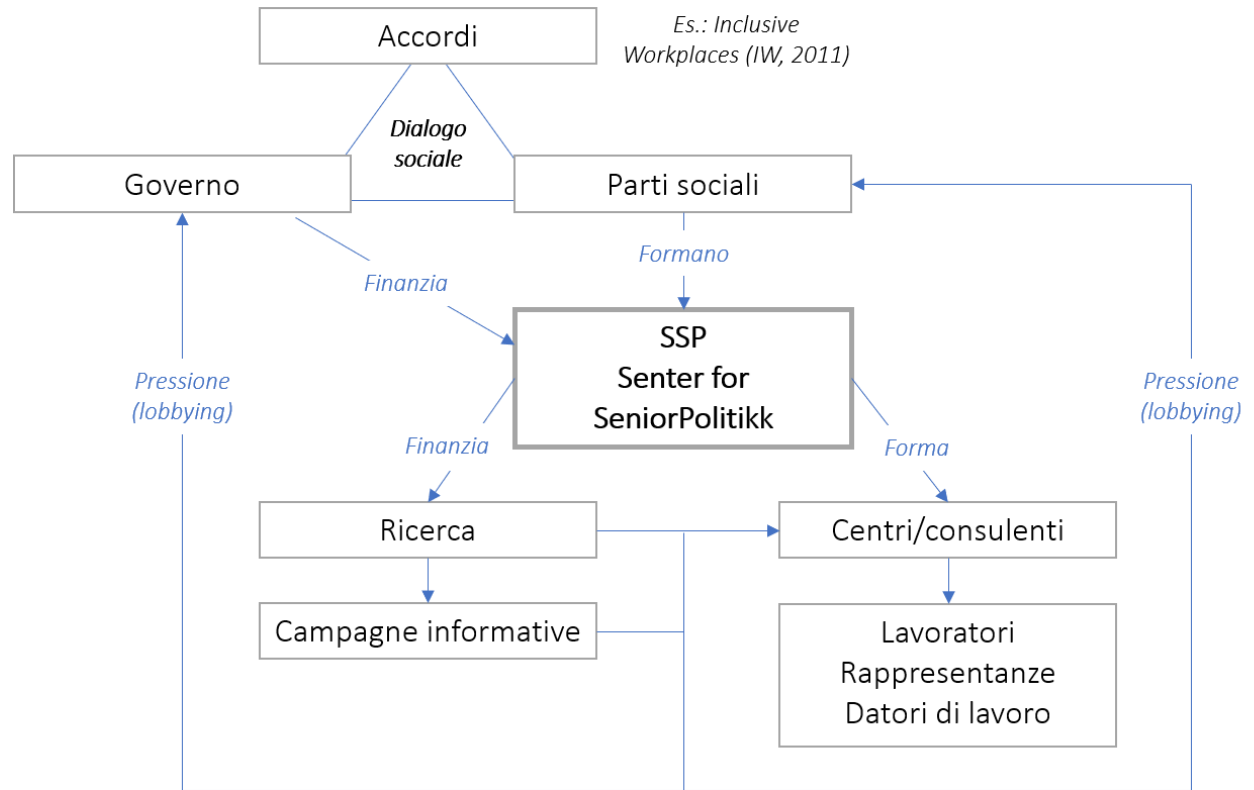 Accordi
Es.: Inclusive
Workplaces (IW, 2011)
Dialogo
sociale
Governo
Parti sociali
Finanzia
Formano
SSP
Senter for
SeniorPolitikk
Pressione
(lobbying)
Pressione
(lobbying)
Finanzia
Forma
Ricerca
Centri/consulenti
Campagne informative
Lavoratori
Rappresentanze
Datori di lavoro